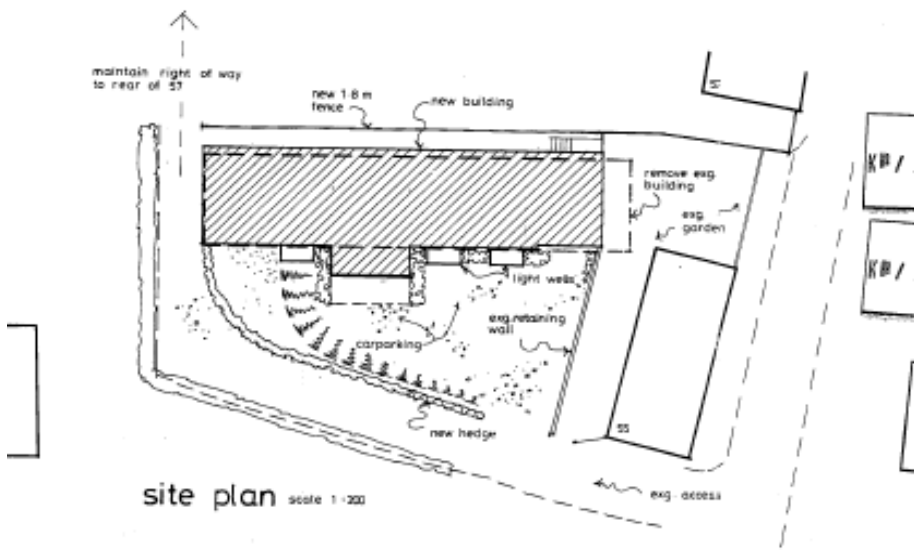 maintain right of way
to rear of 57
new 1·8m
fence
new building
remove exg.
building
exg.
garden
light wells
exg. retaining
wall
carparking
new hedge
55
site plan scale 1-200
exg. access